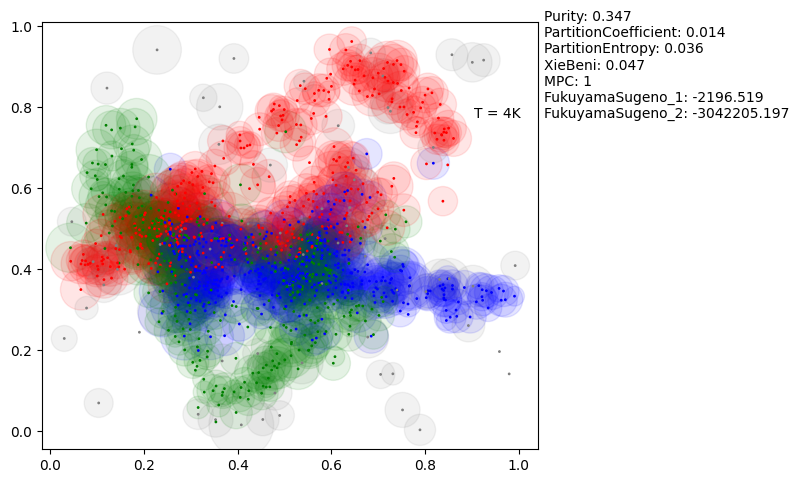 Purity: 0.347
PartitionCoefficient: 0.014
PartitionEntropy: 0.036
XieBeni: 0.047
MPC: 1
FukuyamaSugeno_1: -2196.519
FukuyamaSugeno_2: -3042205.197
T = 4K
1.0
0.8
0.6
0.4
0.2
0.0
0.0 0.2 0.4 0.6 0.8 1.0